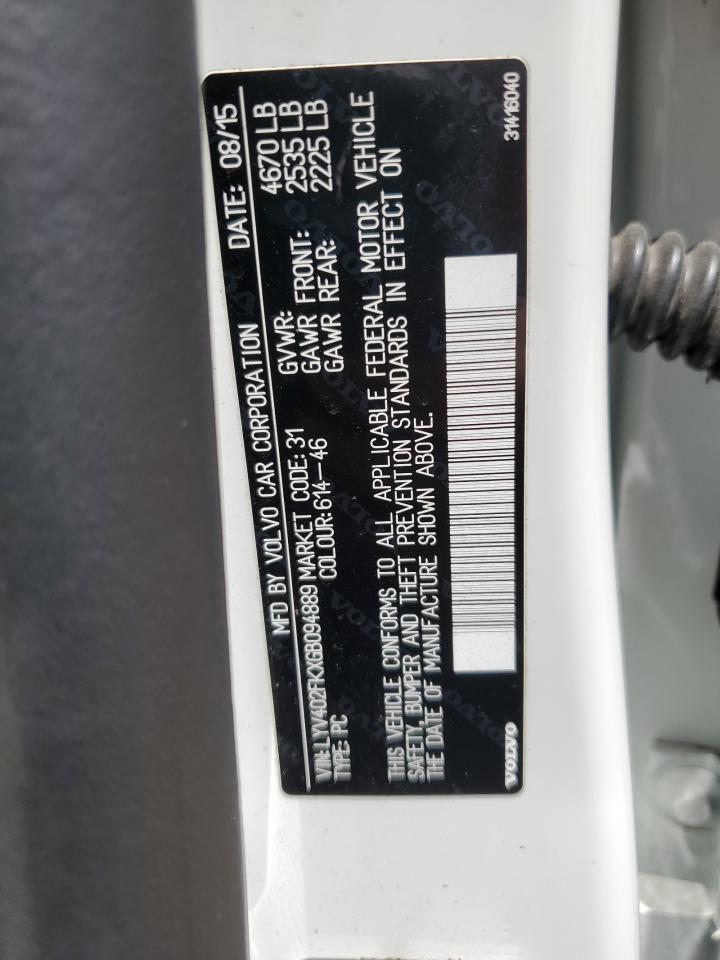 MFD BY VOLVO CAR CORPORATION DATE: 08/15
VIN: LYV402FKXGB094889 MARKET CODE: 31 GVWR: 4670 LB
TYPE: PC COLOUR: 614-46 GAWR FRONT: 2535 LB
GAWR REAR: 2225 LB
THIS VEHICLE CONFORMS TO ALL APPLICABLE FEDERAL MOTOR VEHICLE
SAFETY, BUMPER AND THEFT PREVENTION STANDARDS IN EFFECT ON
THE DATE OF MANUFACTURE SHOWN ABOVE.
VOLVO 31416040